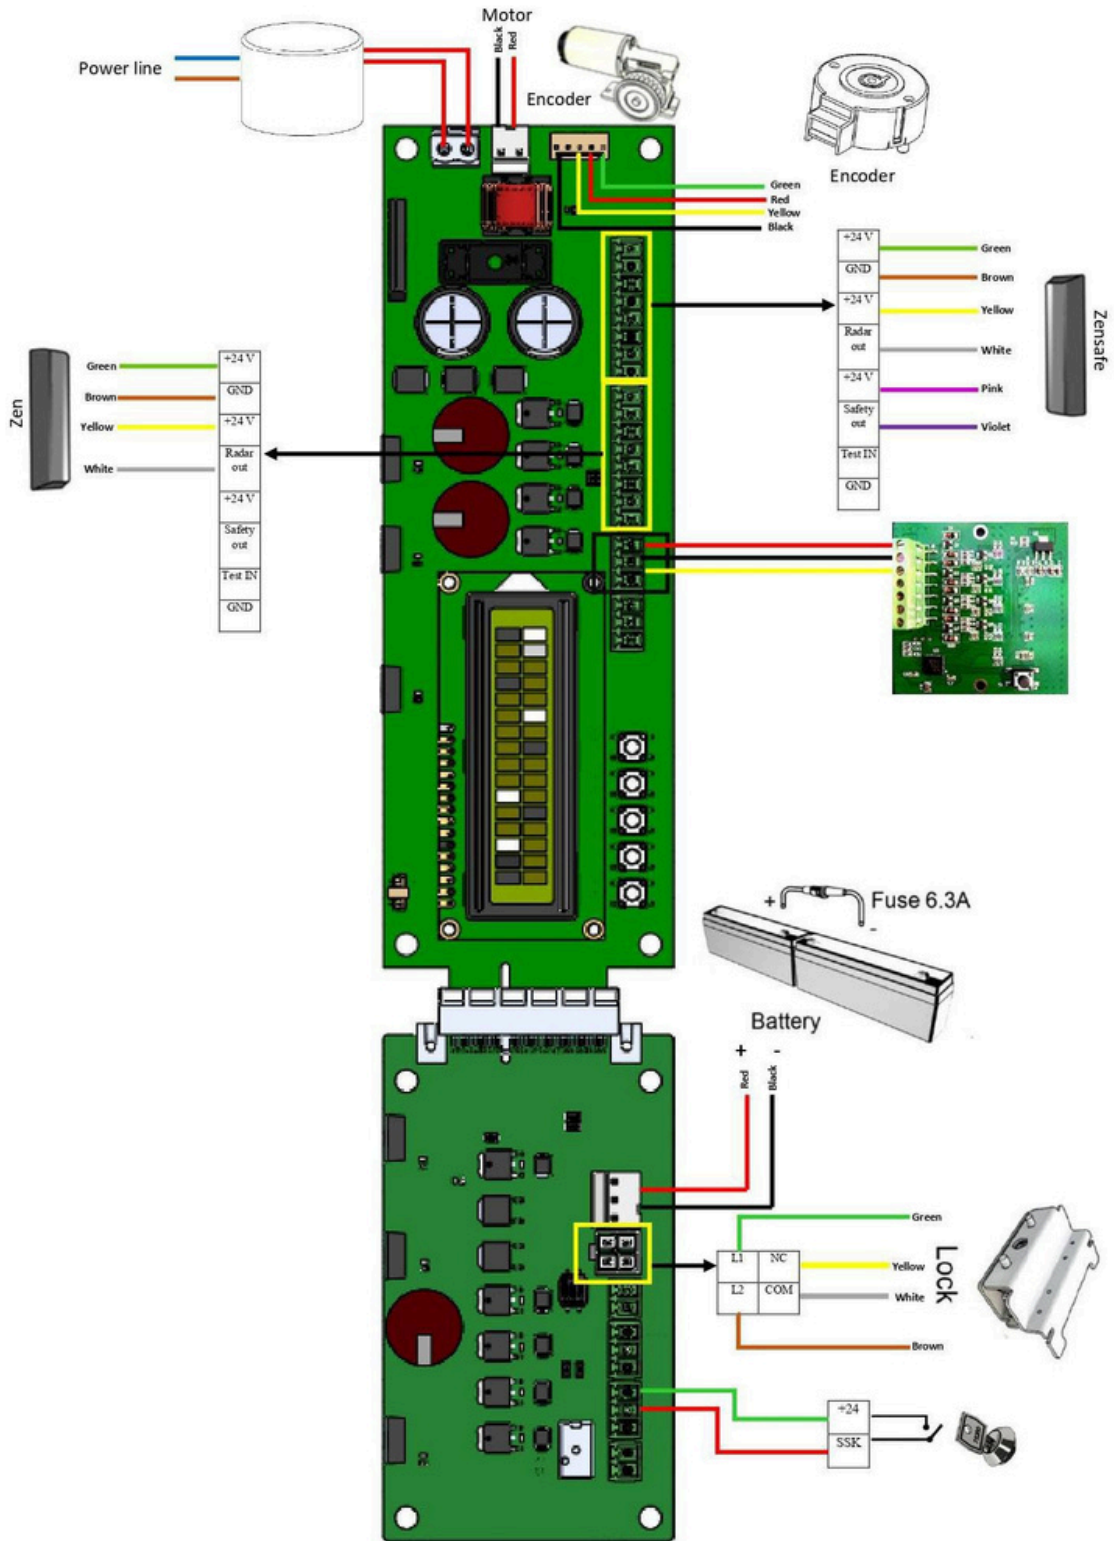 Motor
Black
Red
Power line
Encoder
Encoder
Green
Red
Yellow
Black
+24 V
GND
+24 V
Radar
out
+24 V
Safety
out
Test IN
GND
Green
Brown
Yellow
White
Pink
Violet
Zensafe
Zen
Green
Brown
Yellow
White
+24 V
GND
+24 V
Radar
out
+24 V
Safety
out
Test IN
GND
+
Fuse 6.3A
-
Battery
+ -
Red
Black
Green
L1 NC
Yellow
L2 COM
White
Brown
Lock
+24
SSK